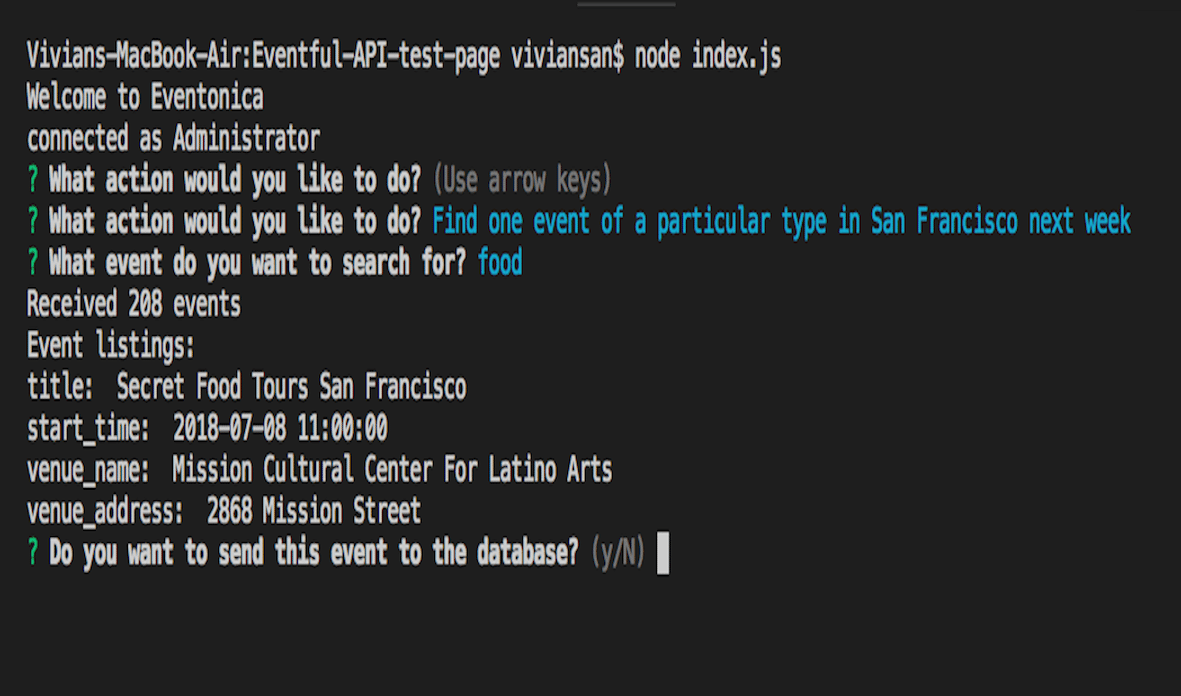 Vivians-MacBook-Air:Eventful-API-test-page viviansan$ node index.js
Welcome to Eventonica
connected as Administrator
? What action would you like to do? (Use arrow keys)
? What action would you like to do? Find one event of a particular type in San Francisco next week
? What event do you want to search for? food
Received 208 events
Event listings:
title:  Secret Food Tours San Francisco
start_time:  2018-07-08 11:00:00
venue_name:  Mission Cultural Center For Latino Arts
venue_address:  2868 Mission Street
? Do you want to send this event to the database? (y/N)